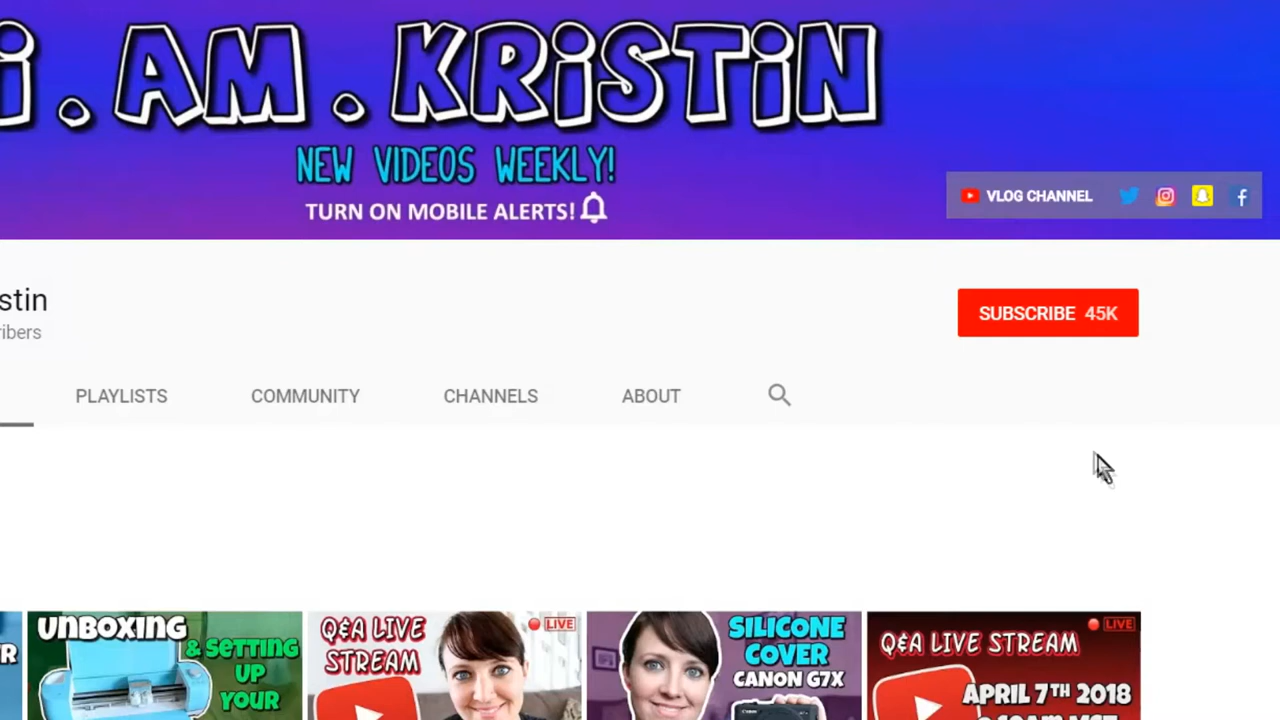 i . AM . KRiSTiN
NEW VIDEOS WEEKLY!
TURN ON MOBILE ALERTS!
VLOG CHANNEL
stin
ibers
SUBSCRIBE 45K
PLAYLISTS
COMMUNITY
CHANNELS
ABOUT
UNBOXING
& SETTING
UP
YOUR
Q&A LIVE
STREAM
LIVE
SILICONE
COVER
CANON G7X
Q&A LIVE STREAM
LIVE
APRIL 7TH 2018